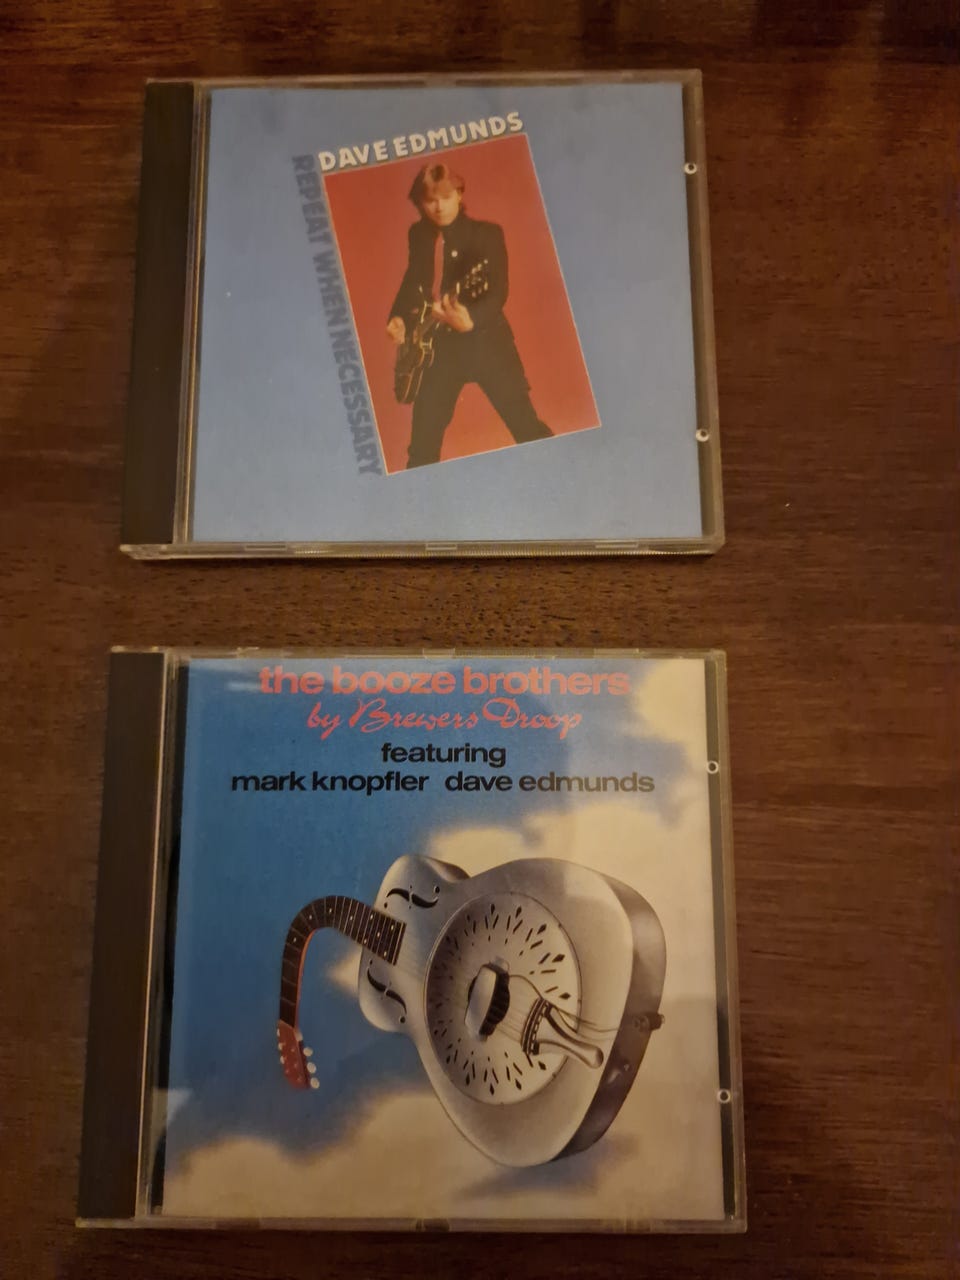 DAVE EDMUNDS
REPEAT WHEN NECESSARY
the booze brothers
by Brewers Droop
featuring
mark knopfler dave edmunds